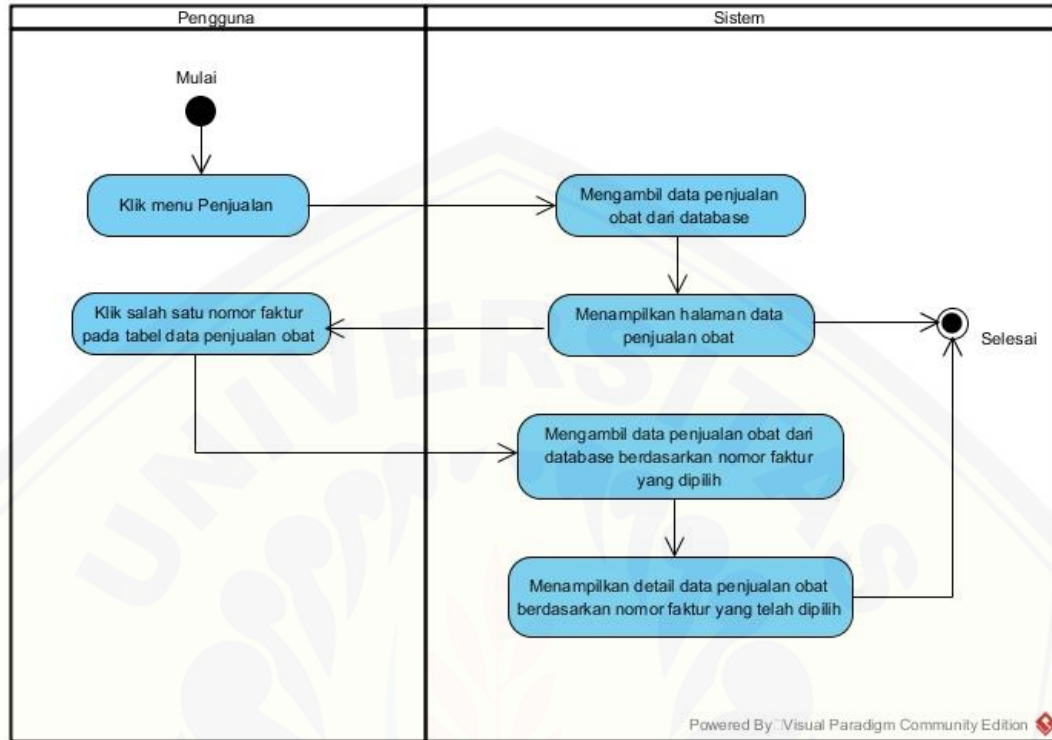 Pengguna
Sistem
Mulai
Klik menu Penjualan
Mengambil data penjualan
obat dari database
Klik salah satu nomor faktur
pada tabel data penjualan obat
Menampilkan halaman data
penjualan obat
Selesai
Mengambil data penjualan obat dari
database berdasarkan nomor faktur
yang dipilih
Menampilkan detail data penjualan obat
berdasarkan nomor faktur yang telah dipilih
UNIVERSITAS
Powered By Visual Paradigm Community Edition